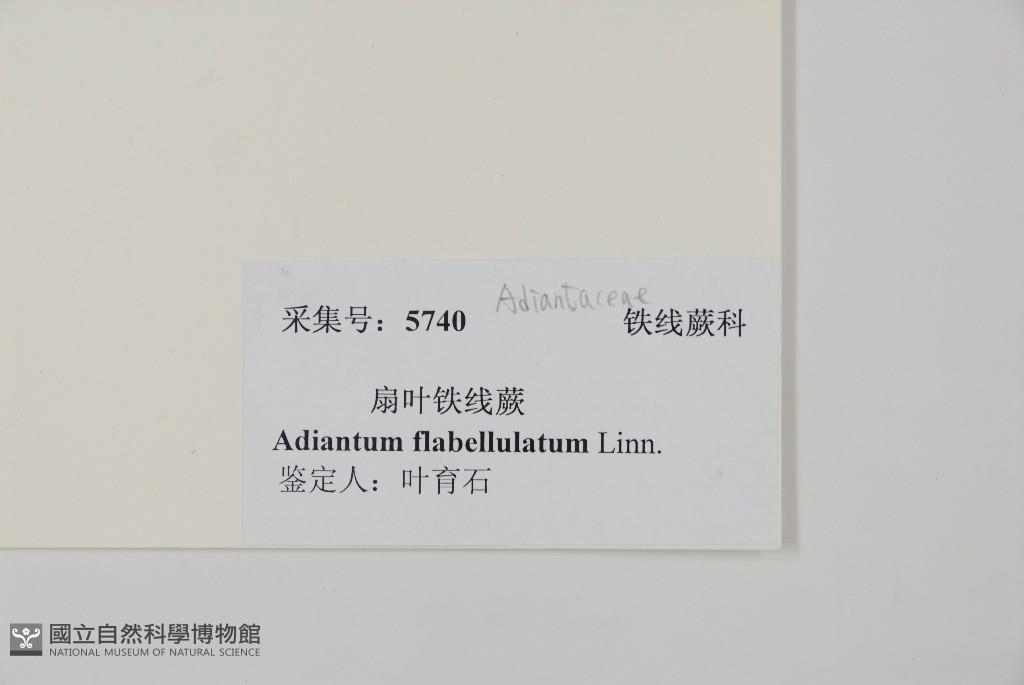 Adiantaceae
采集号：5740 铁线蕨科
扇叶铁线蕨
Adiantum flabellulatum Linn.
鉴定人：叶育石
國立自然科學博物館
NATIONAL MUSEUM OF NATURAL SCIENCE